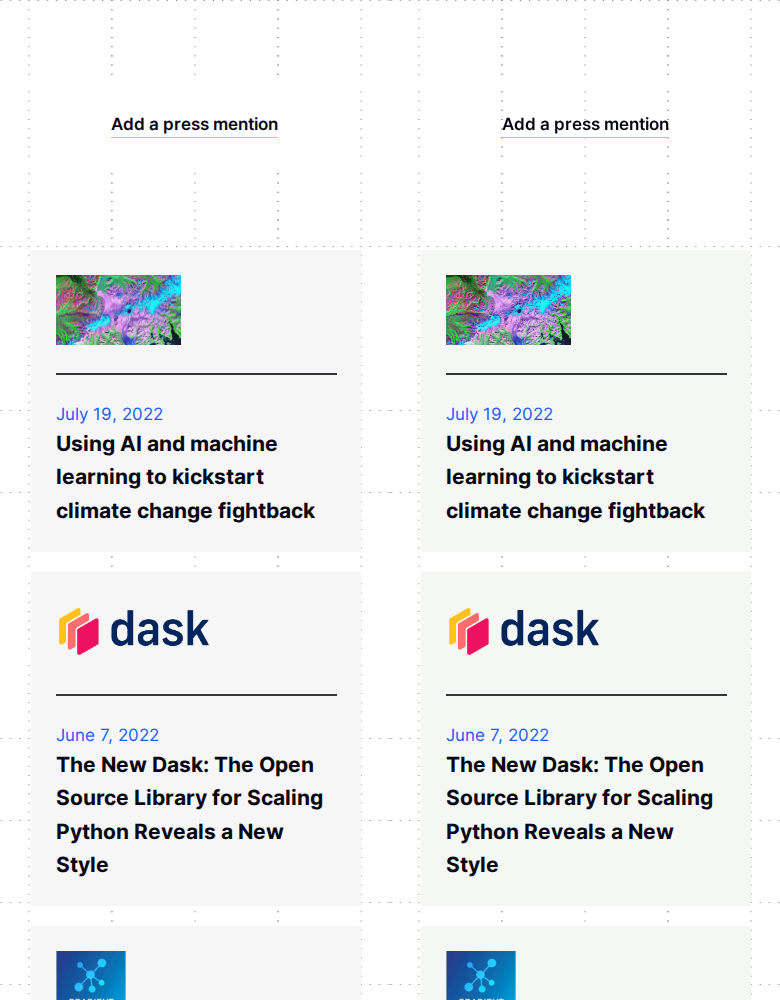 Add a press mention
Add a press mention
July 19, 2022
Using AI and machine
learning to kickstart
climate change fightback
July 19, 2022
Using AI and machine
learning to kickstart
climate change fightback
dask
dask
June 7, 2022
The New Dask: The Open
Source Library for Scaling
Python Reveals a New
Style
June 7, 2022
The New Dask: The Open
Source Library for Scaling
Python Reveals a New
Style